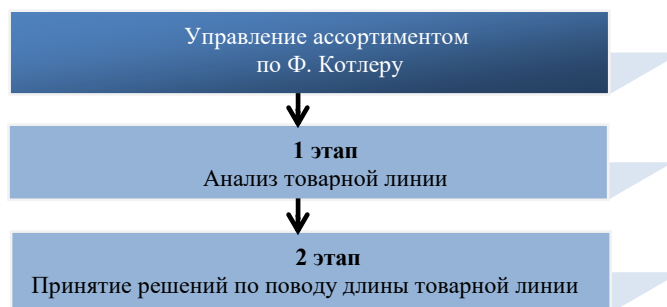 Управление ассортиментом
по Ф. Котлеру
1 этап
Анализ товарной линии
2 этап
Принятие решений по поводу длины товарной линии